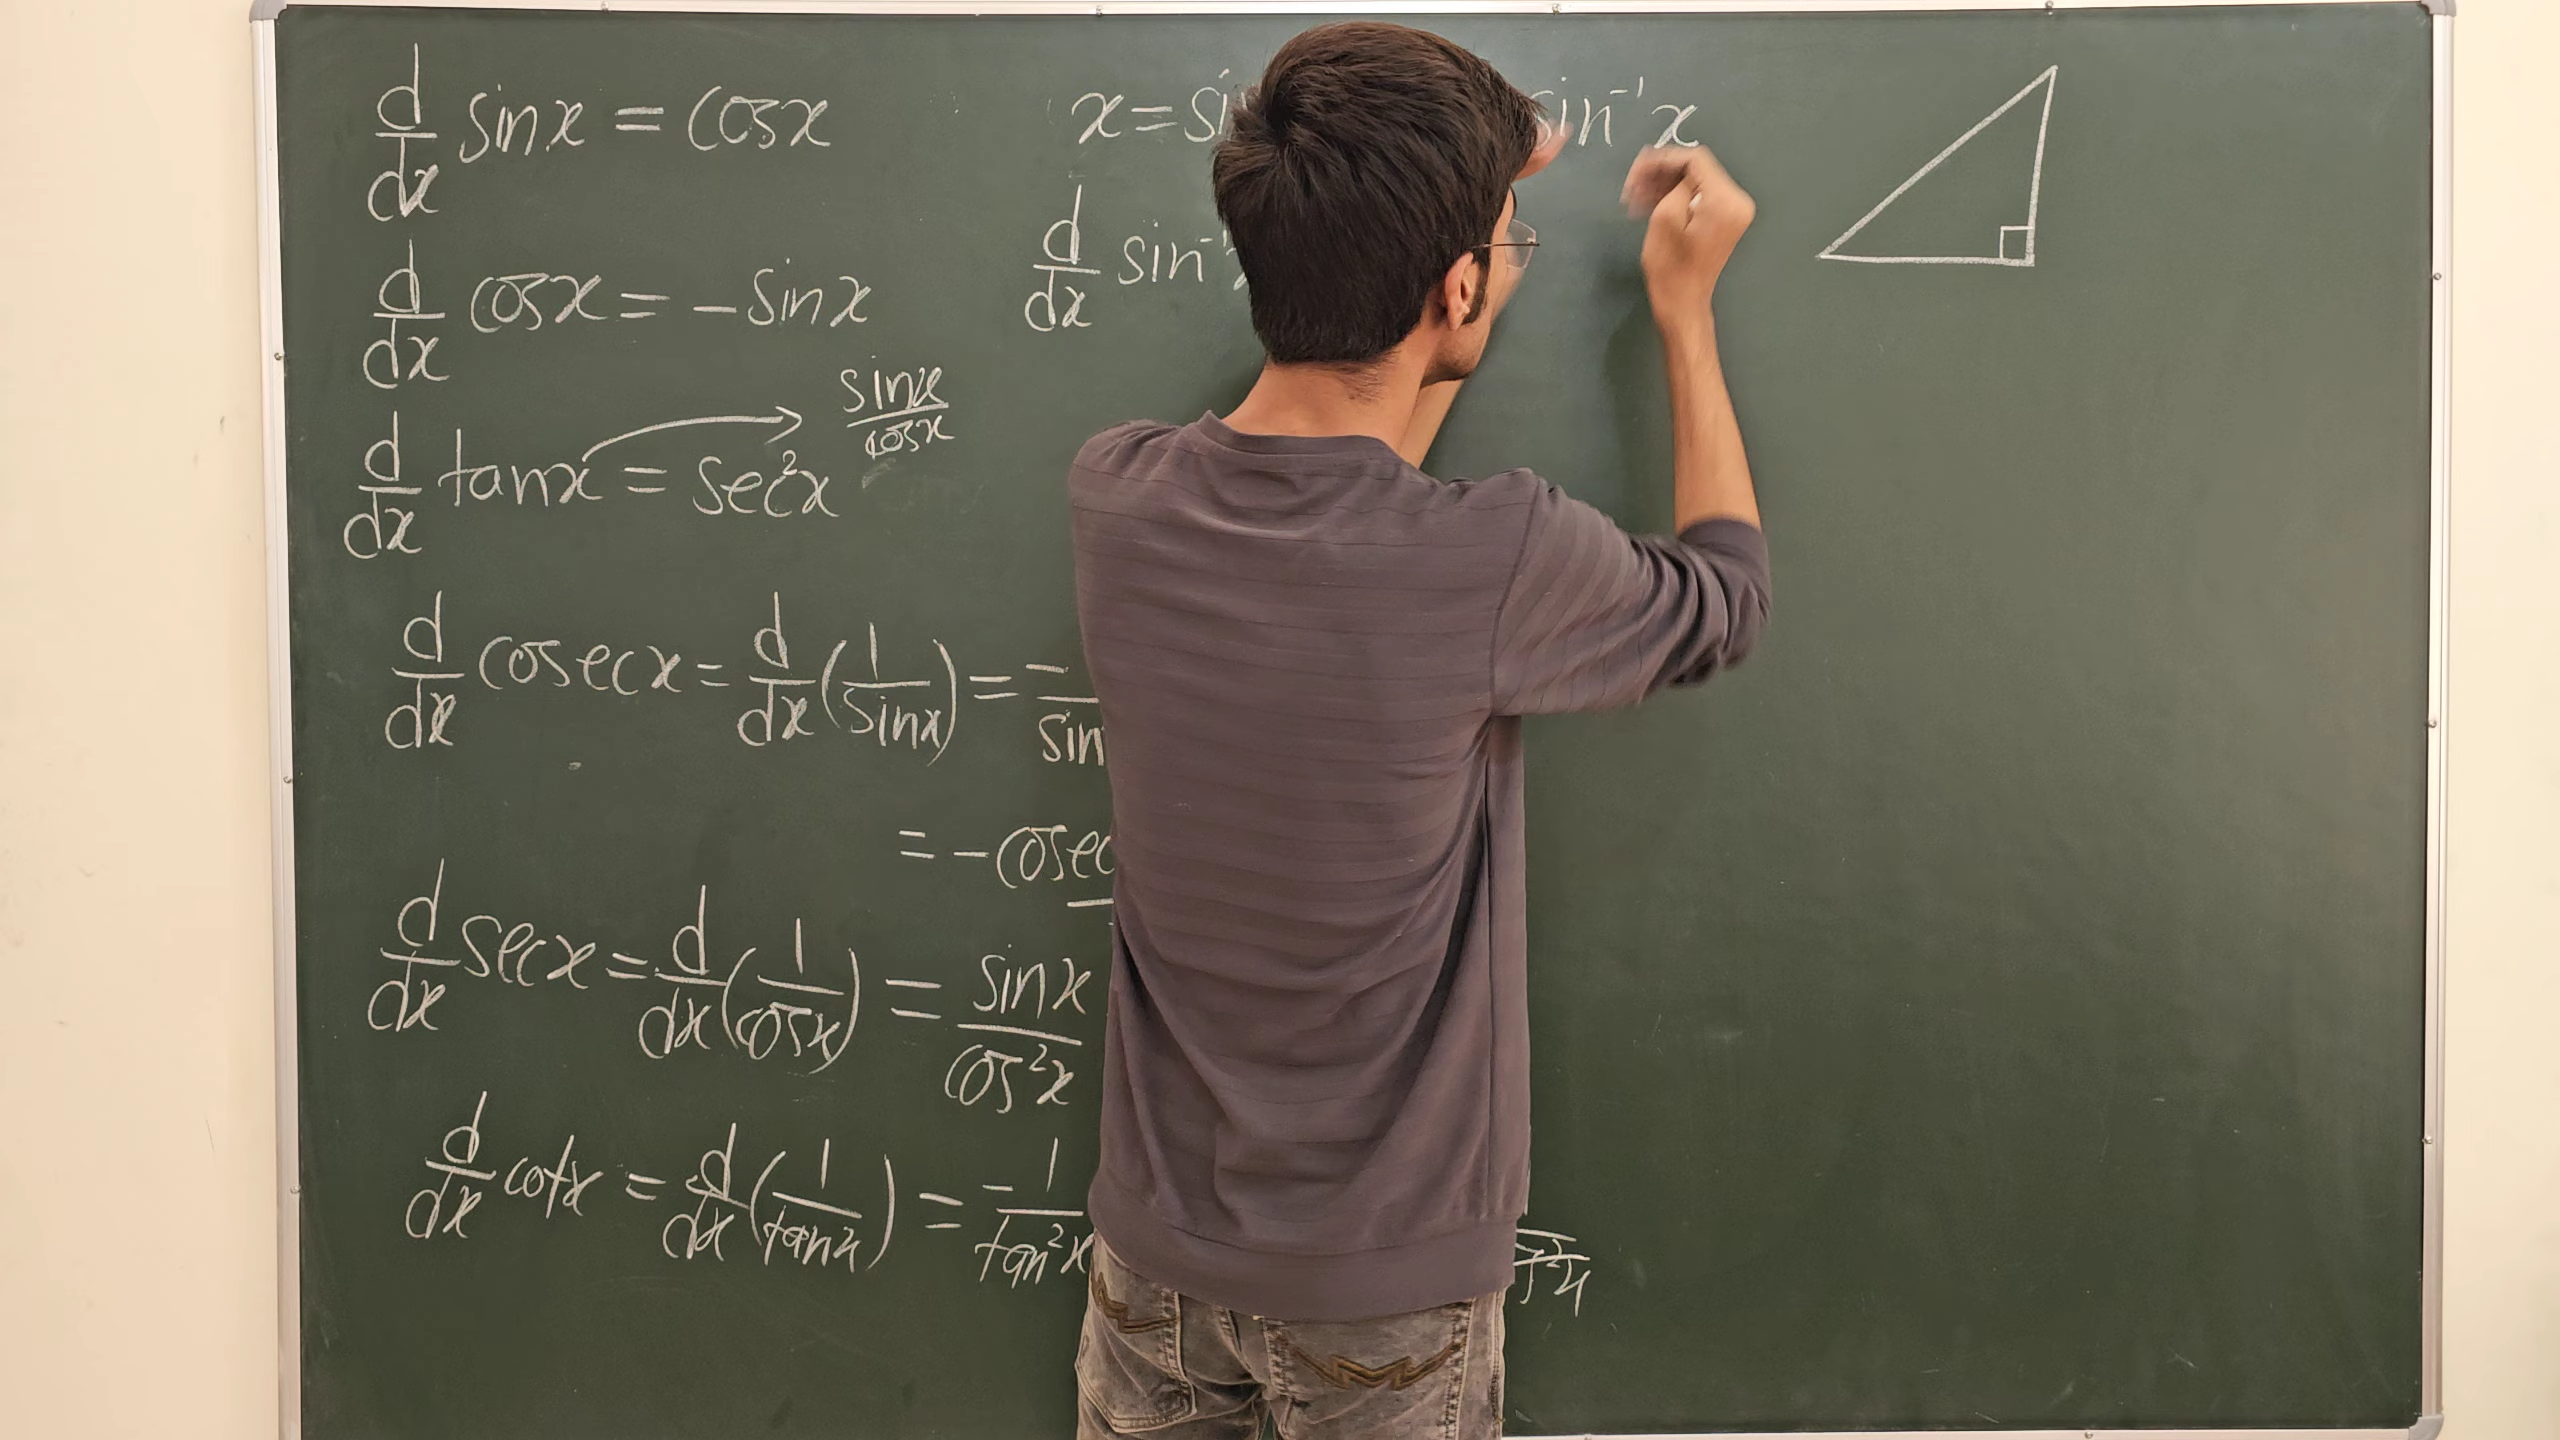 d/dx sinx = cosx
d/dx cosx = -sinx
d/dx tanx = sec²x
sinx/cosx
d/dx cosecx = d/dx (1/sinx) =
= -cosec
d/dx secx = d/dx (1/cosx) = sinx/cos²x
d/dx cotx = d/dx (1/tanx) = -1/tan²x
x = sin
sin⁻¹x
d/dx sin⁻¹